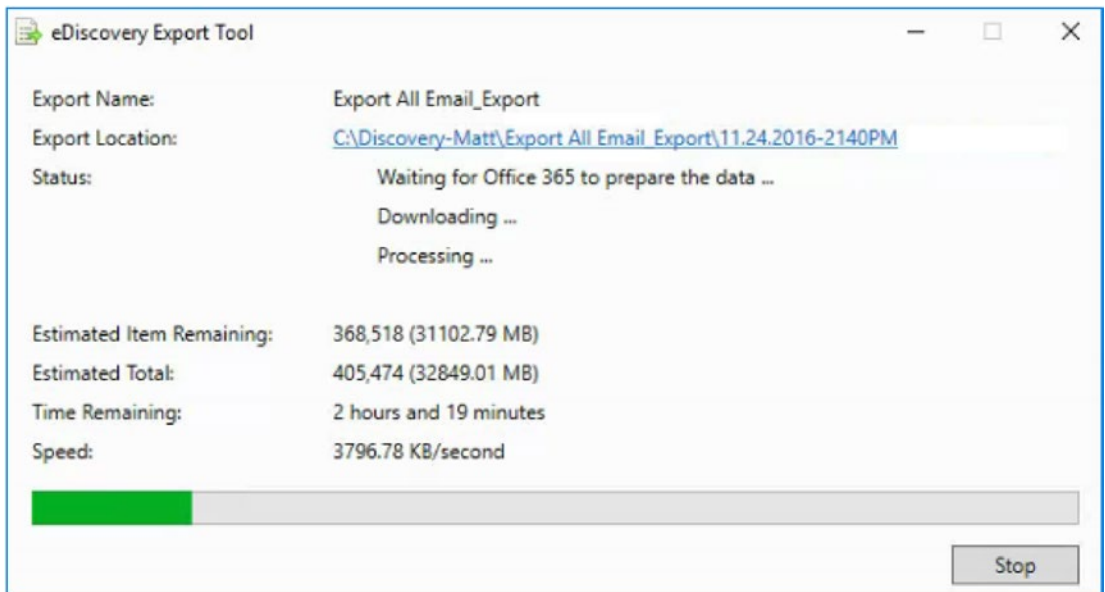 eDiscovery Export Tool
Export Name: Export All Email_Export
Export Location: C:\Discovery-Matt\Export All Email_Export\11.24.2016-2140PM
Status: Waiting for Office 365 to prepare the data ...
Downloading ...
Processing ...
Estimated Item Remaining: 368,518 (31102.79 MB)
Estimated Total: 405,474 (32849.01 MB)
Time Remaining: 2 hours and 19 minutes
Speed: 3796.78 KB/second
Stop